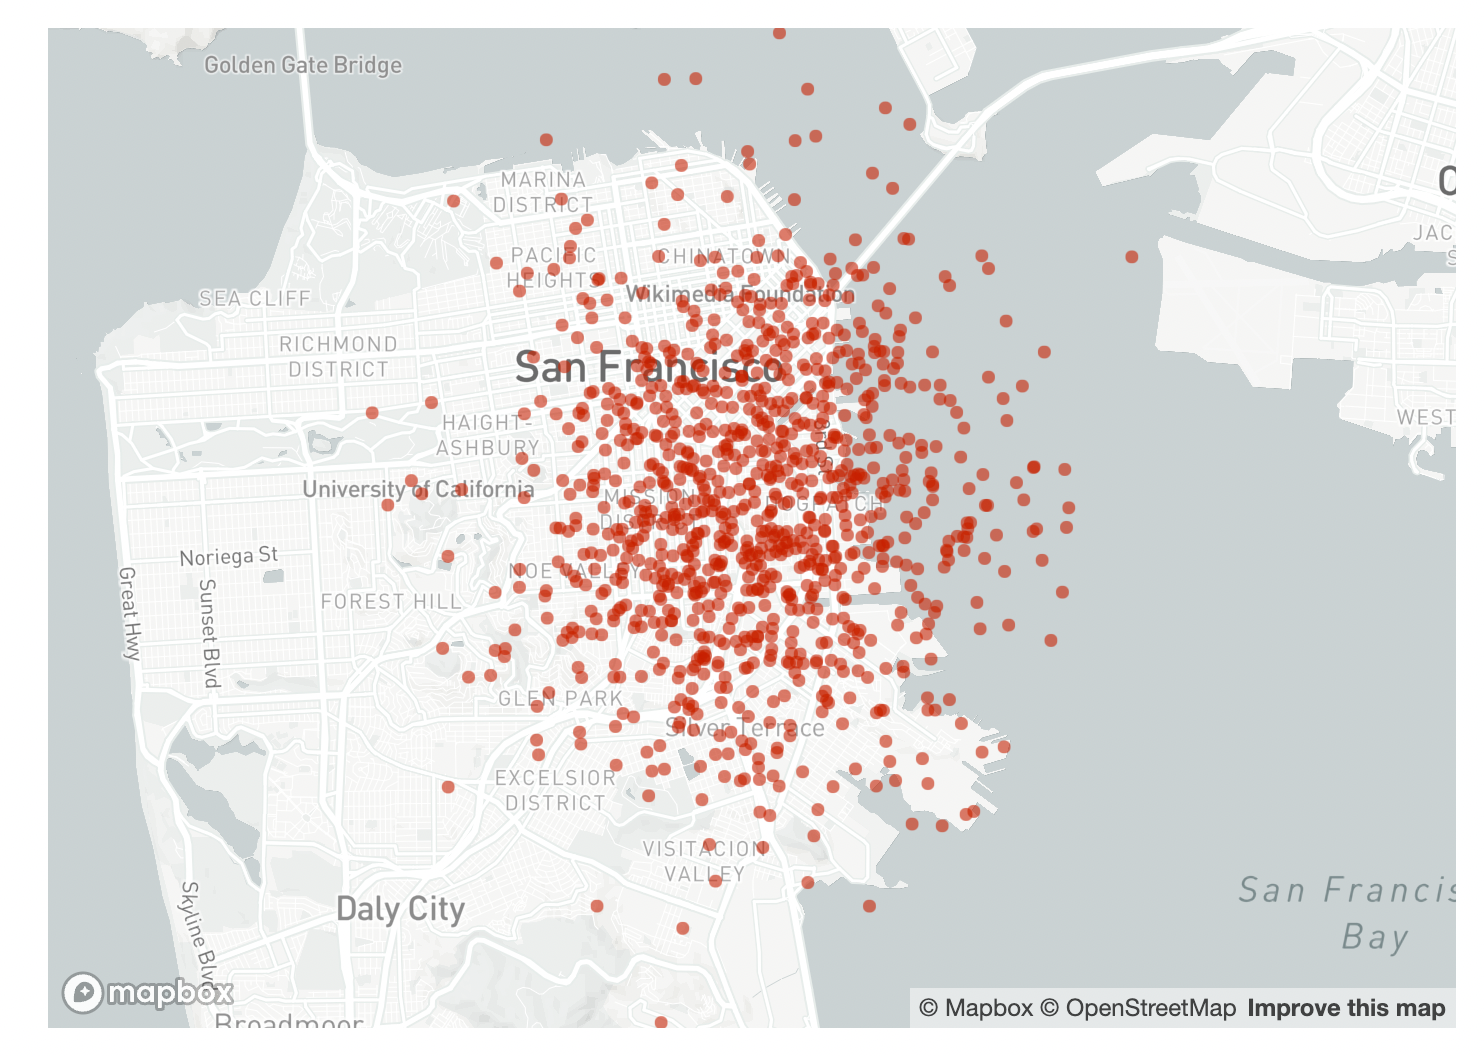 Golden Gate Bridge
MARINA
DISTRICT
PACIFIC
HEIGHTS
CHINATOWN
JAC
SEA CLIFF
Wikimedia Foundation
RICHMOND
DISTRICT
San Francisco
HAIGHT-
ASHBURY
WEST
3rd St
University of California
MISSION
DISTRICT
DOGPATCH
Noriega St
NOE VALLEY
Great Hwy
Sunset Blvd
FOREST HILL
GLEN PARK
Silver Terrace
EXCELSIOR
DISTRICT
VISITACION
VALLEY
Daly City
San Francis
Bay
Skyline Blvd
mapbox
Broadmoor
© Mapbox © OpenStreetMap Improve this map